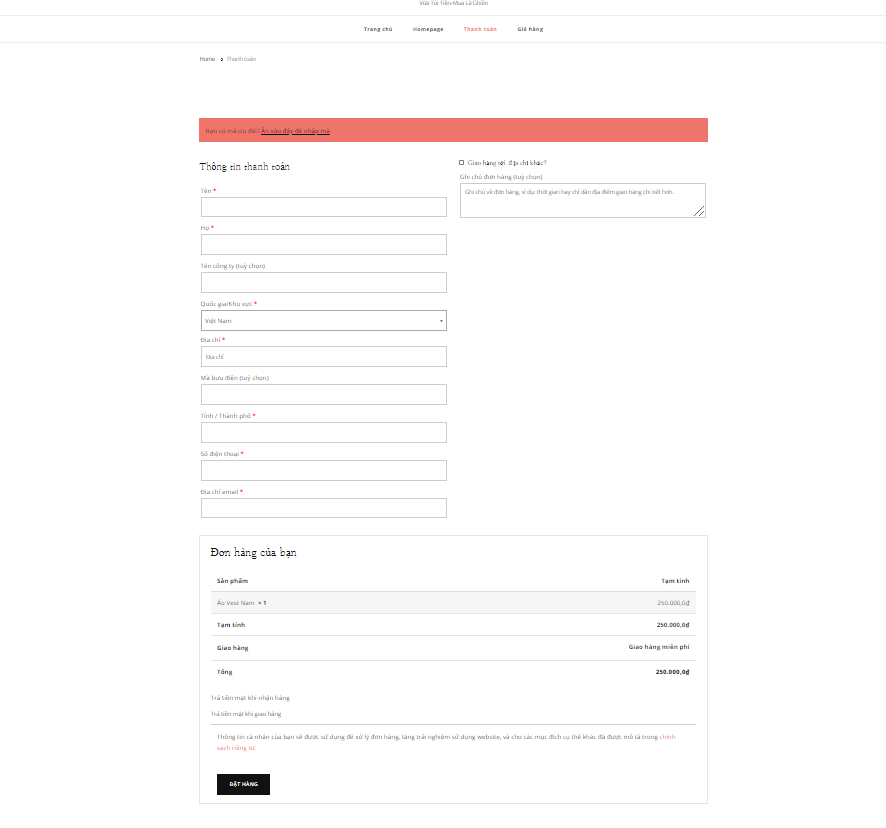 Vừa Túi Tiền-Mua Là Ghiền
Trang chủ Homepage Thanh toán Giỏ hàng
Home › Thanh toán
Bạn có mã ưu đãi? Ấn vào đây để nhập mã
Thông tin thanh toán
Tên *
Họ *
Tên công ty (tuỳ chọn)
Quốc gia/Khu vực *
Việt Nam
Địa chỉ *
Địa chỉ
Mã bưu điện (tuỳ chọn)
Tỉnh / Thành phố *
Số điện thoại *
Địa chỉ email *
Giao hàng tới địa chỉ khác?
Ghi chú đơn hàng (tuỳ chọn)
Ghi chú về đơn hàng, ví dụ: thời gian hay chỉ dẫn địa điểm giao hàng chi tiết hơn.
Đơn hàng của bạn
Sản phẩm Tạm tính
Áo Vest Nam × 1 250.000,0₫
Tạm tính 250.000,0₫
Giao hàng Giao hàng miễn phí
Tổng 250.000,0₫
Trả tiền mặt khi nhận hàng
Trả tiền mặt khi giao hàng
Thông tin cá nhân của bạn sẽ được sử dụng để xử lý đơn hàng, tăng trải nghiệm sử dụng website, và cho các mục đích cụ thể khác đã được mô tả trong chính
sách riêng tư.
ĐẶT HÀNG